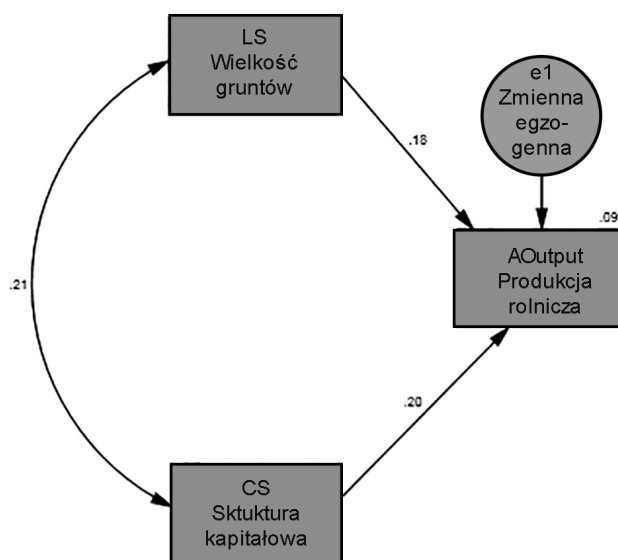 LS
Wielkość
gruntów
e1
Zmienna
egzo-
genna
.18
.09
AOutput
Produkcja
rolnicza
.21
.20
CS
Sktuktura
kapitałowa